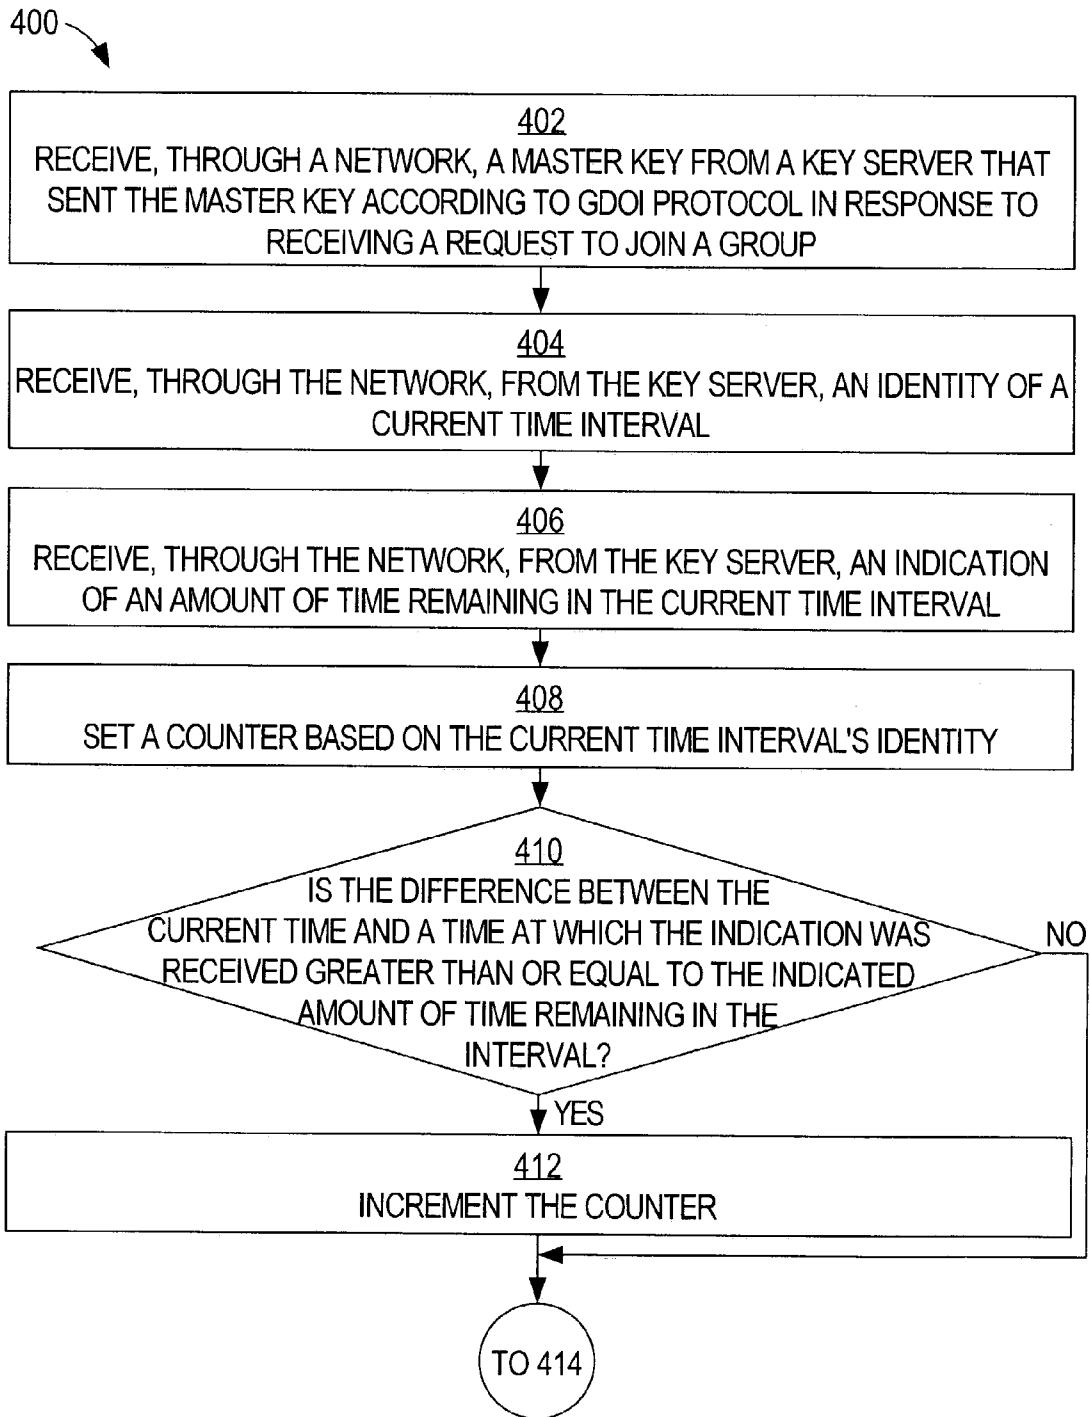 400
402
RECEIVE, THROUGH A NETWORK, A MASTER KEY FROM A KEY SERVER THAT
SENT THE MASTER KEY ACCORDING TO GDOI PROTOCOL IN RESPONSE TO
RECEIVING A REQUEST TO JOIN A GROUP
404
RECEIVE, THROUGH THE NETWORK, FROM THE KEY SERVER, AN IDENTITY OF A
CURRENT TIME INTERVAL
406
RECEIVE, THROUGH THE NETWORK, FROM THE KEY SERVER, AN INDICATION
OF AN AMOUNT OF TIME REMAINING IN THE CURRENT TIME INTERVAL
408
SET A COUNTER BASED ON THE CURRENT TIME INTERVAL'S IDENTITY
410
IS THE DIFFERENCE BETWEEN THE
CURRENT TIME AND A TIME AT WHICH THE INDICATION WAS
RECEIVED GREATER THAN OR EQUAL TO THE INDICATED
AMOUNT OF TIME REMAINING IN THE
INTERVAL?
NO
YES
412
INCREMENT THE COUNTER
TO 414